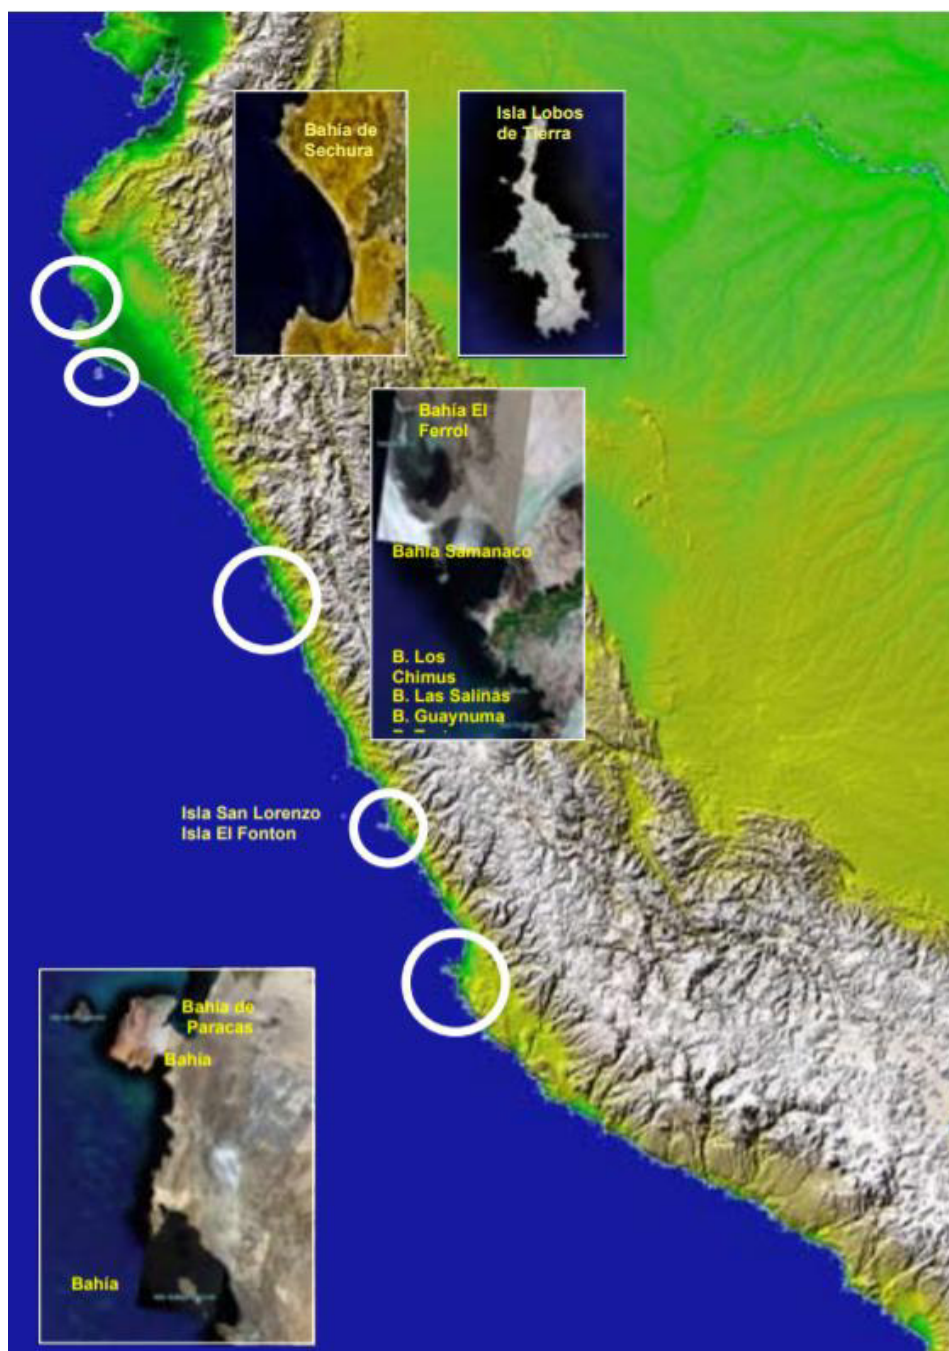 Bahía de
Sechura
Isla Lobos
de Tierra
Bahía El
Ferrol
Bahía Samanaco
B. Los
Chimus
B. Las Salinas
B. Guaynuma
Isla San Lorenzo
Isla El Fonton
Bahía de
Paracas
Bahía
Bahía